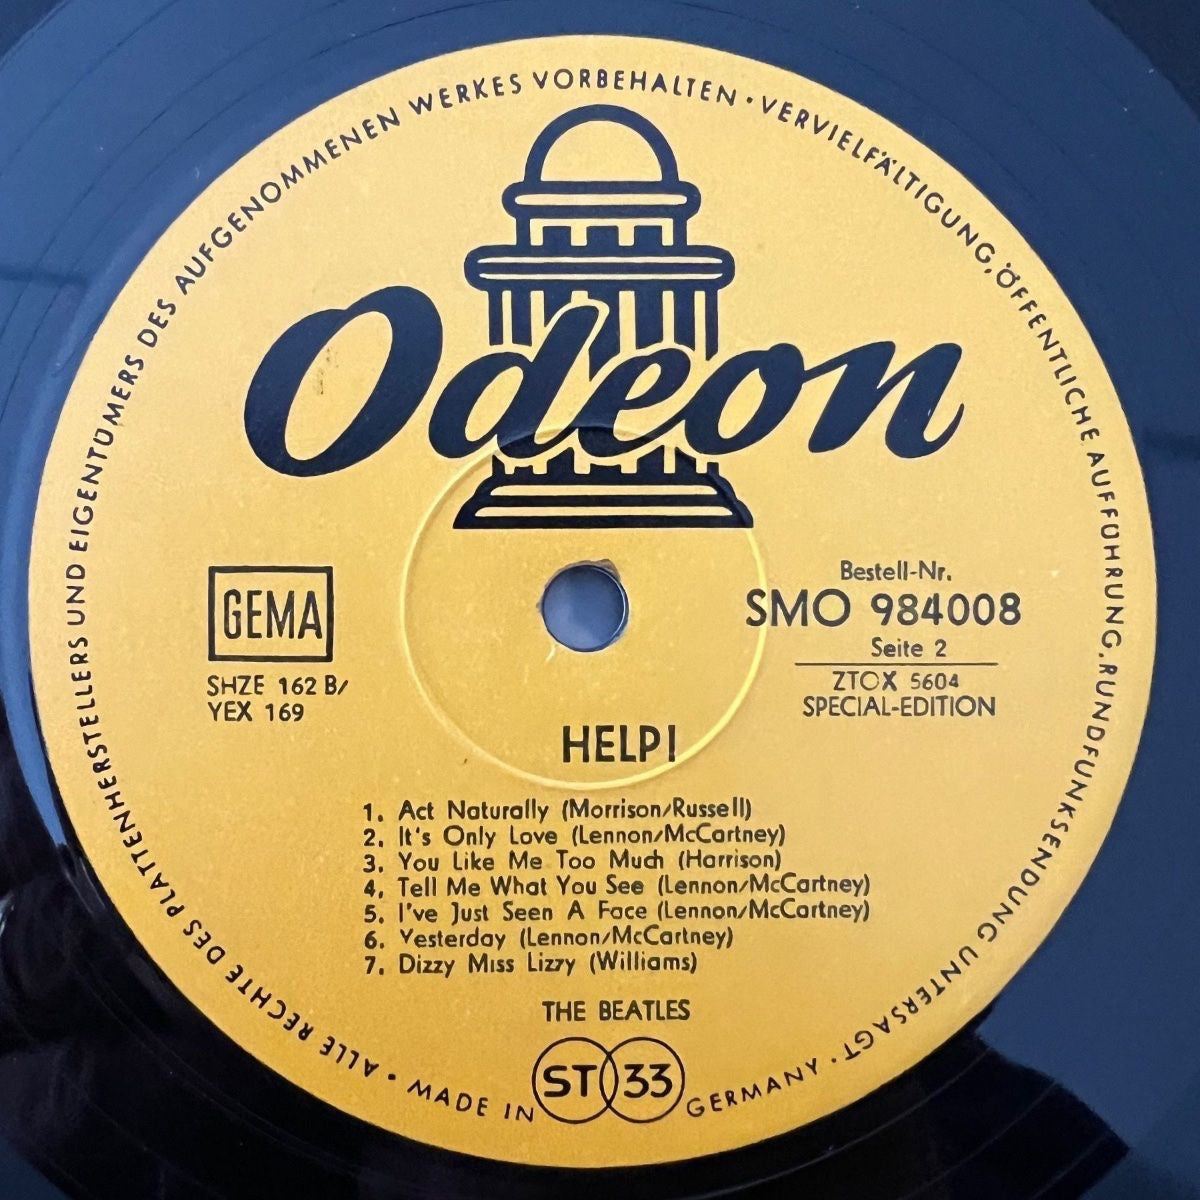 ALLE RECHTE DES PLATTENHERSTELLERS UND EIGENTÜMERS DES AUFGENOMMENEN WERKES VORBEHALTEN · VERVIELFÄLTIGUNG, ÖFFENTLICHE AUFFÜHRUNG, RUNDFUNKSENDUNG UNTERSAGT ·
Odeon
GEMA
SHZE 162 B/
YEX 169
Bestell-Nr.
SMO 984008
Seite 2
ZTOX 5604
SPECIAL-EDITION
HELP!
1. Act Naturally (Morrison/Russell)
2. It's Only Love (Lennon/McCartney)
3. You Like Me Too Much (Harrison)
4. Tell Me What You See (Lennon/McCartney)
5. I've Just Seen A Face (Lennon/McCartney)
6. Yesterday (Lennon/McCartney)
7. Dizzy Miss Lizzy (Williams)
THE BEATLES
ST 33
· MADE IN GERMANY